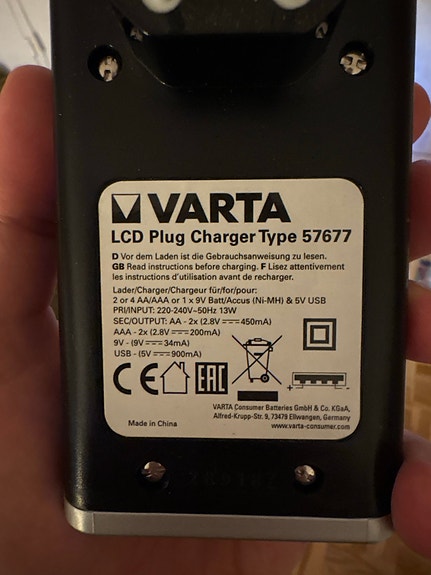 VARTA
LCD Plug Charger Type 57677
D Vor dem Laden ist die Gebrauchsanweisung zu lesen.
GB Read instructions before charging. F Lisez attentivement
les instructions d'utilisation avant de recharger.
Lader/Charger/Chargeur für/for/pour:
2 or 4 AA/AAA or 1 x 9V Batt/Accus (Ni-MH) & 5V USB
PRI/INPUT: 220-240V~50Hz 13W
SEC/OUTPUT: AA - 2x (2.8V ⎓ 450mA)
AAA - 2x (2.8V ⎓ 200mA)
9V - (9V ⎓ 34mA)
USB - (5V ⎓ 900mA)
CE EAC
VARTA Consumer Batteries GmbH & Co. KGaA,
Alfred-Krupp-Str. 9, 73479 Ellwangen, Germany
Made in China www.varta-consumer.com